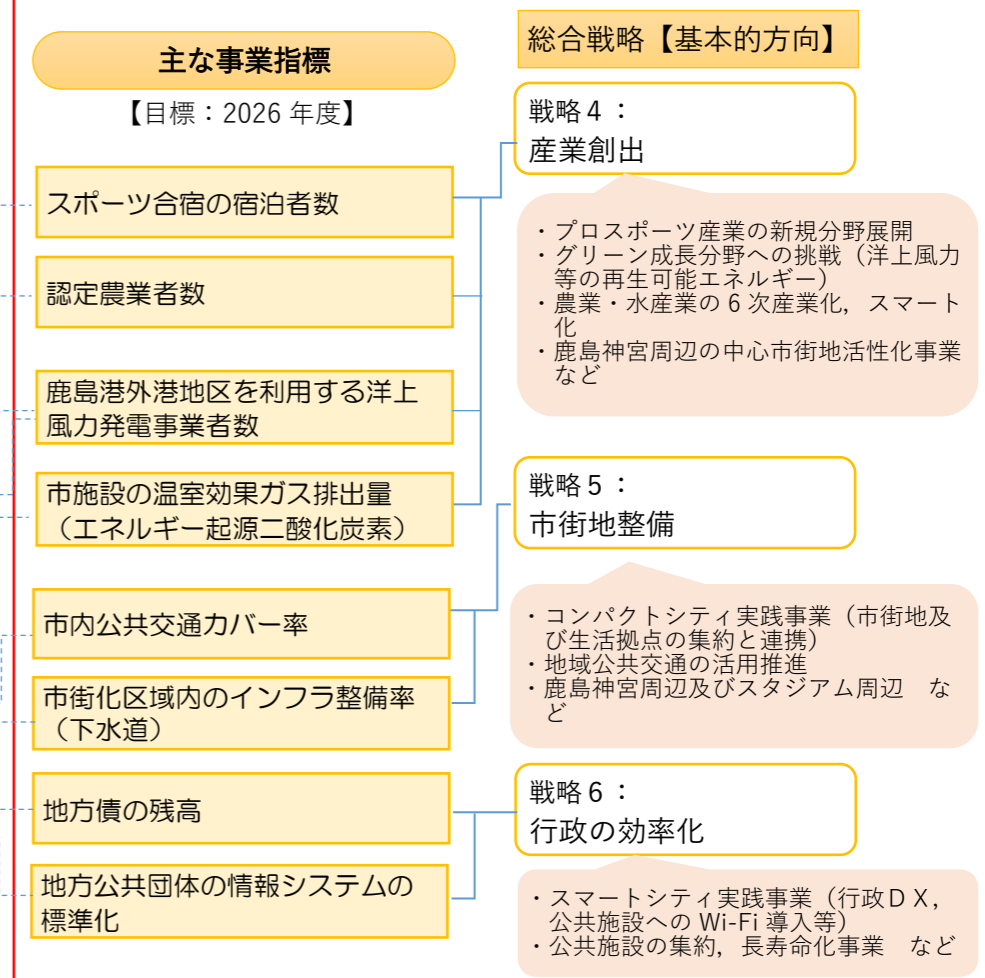 主な事業指標
【目標：2026 年度】
スポーツ合宿の宿泊者数
認定農業者数
鹿島港外港地区を利用する洋上
風力発電事業者数
市施設の温室効果ガス排出量
（エネルギー起源二酸化炭素）
市内公共交通カバー率
市街化区域内のインフラ整備率
（下水道）
地方債の残高
地方公共団体の情報システムの
標準化
総合戦略【基本的方向】
戦略４：
産業創出
・プロスポーツ産業の新規分野展開
・グリーン成長分野への挑戦（洋上風力
等の再生可能エネルギー）
・農業・水産業の 6 次産業化，スマート
化
・鹿島神宮周辺の中心市街地活性化事業
など
戦略５：
市街地整備
・コンパクトシティ実践事業（市街地及
び生活拠点の集約と連携）
・地域公共交通の活用推進
・鹿島神宮周辺及びスタジアム周辺　な
ど
戦略６：
行政の効率化
・スマートシティ実践事業（行政ＤＸ，
公共施設への Wi-Fi 導入等）
・公共施設の集約，長寿命化事業　など